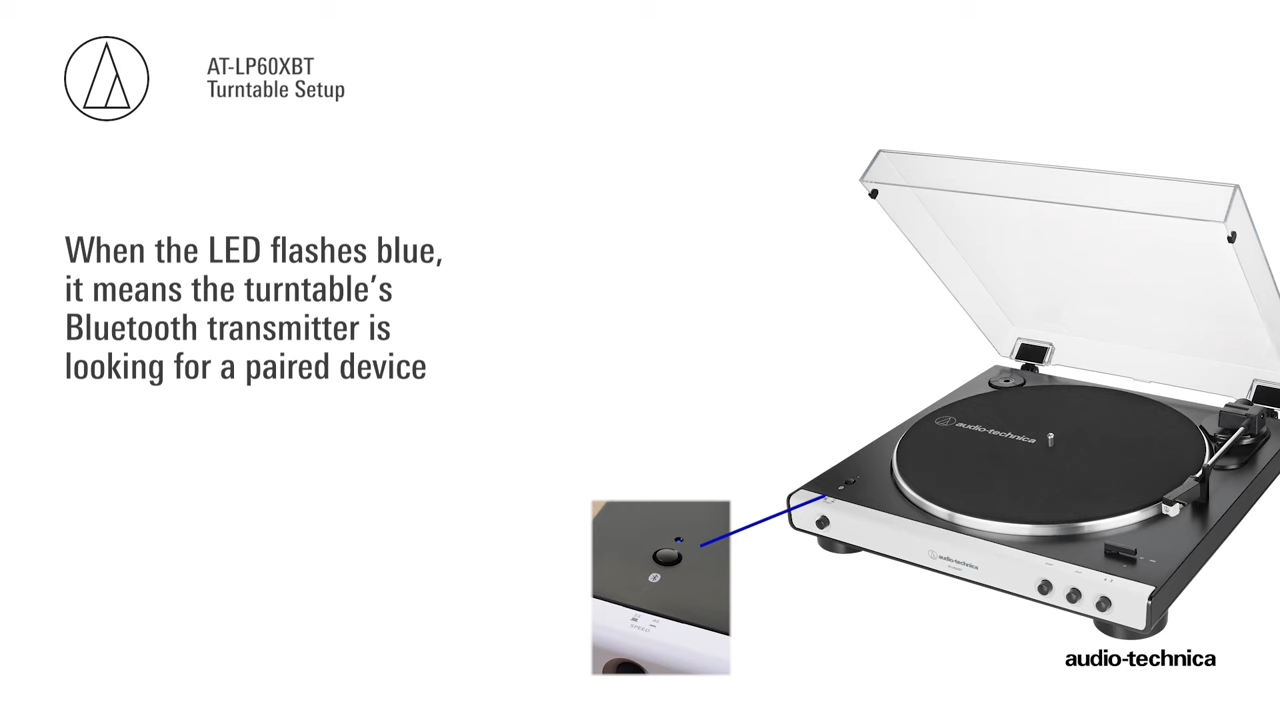 AT-LP60XBT
Turntable Setup
When the LED flashes blue,
it means the turntable's
Bluetooth transmitter is
looking for a paired device
audio-technica
SPEED
audio-technica
audio-technica